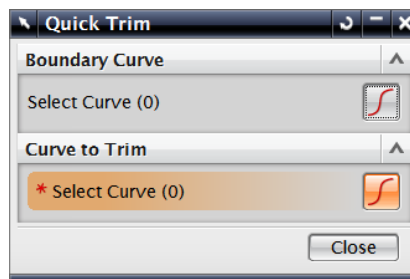 Quick Trim
Boundary Curve
Select Curve (0)
Curve to Trim
* Select Curve (0)
Close